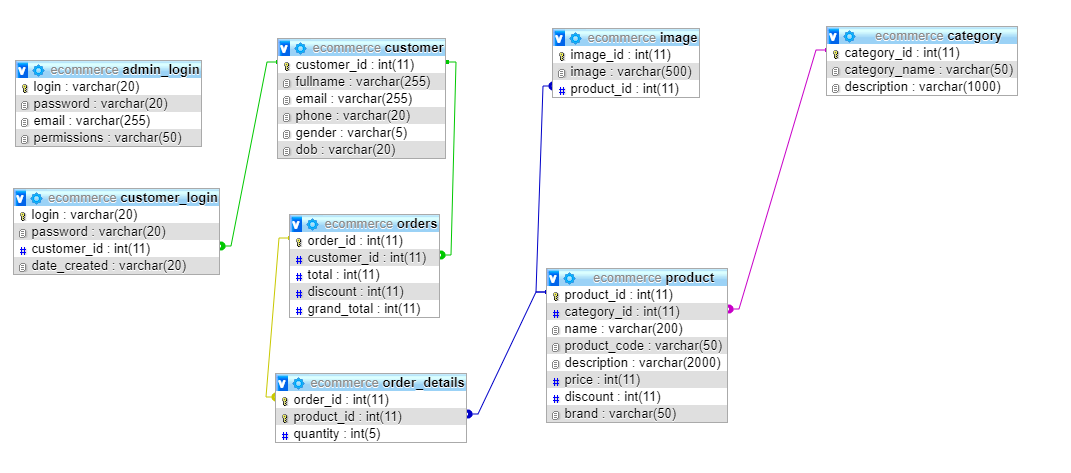 ecommerce admin_login
login : varchar(20)
password : varchar(20)
email : varchar(255)
permissions : varchar(50)
ecommerce customer_login
login : varchar(20)
password : varchar(20)
customer_id : int(11)
date_created : varchar(20)
ecommerce customer
customer_id : int(11)
fullname : varchar(255)
email : varchar(255)
phone : varchar(20)
gender : varchar(5)
dob : varchar(20)
ecommerce orders
order_id : int(11)
customer_id : int(11)
total : int(11)
discount : int(11)
grand_total : int(11)
ecommerce order_details
order_id : int(11)
product_id : int(11)
quantity : int(5)
ecommerce image
image_id : int(11)
image : varchar(500)
product_id : int(11)
ecommerce product
product_id : int(11)
category_id : int(11)
name : varchar(200)
product_code : varchar(50)
description : varchar(2000)
price : int(11)
discount : int(11)
brand : varchar(50)
ecommerce category
category_id : int(11)
category_name : varchar(50)
description : varchar(1000)